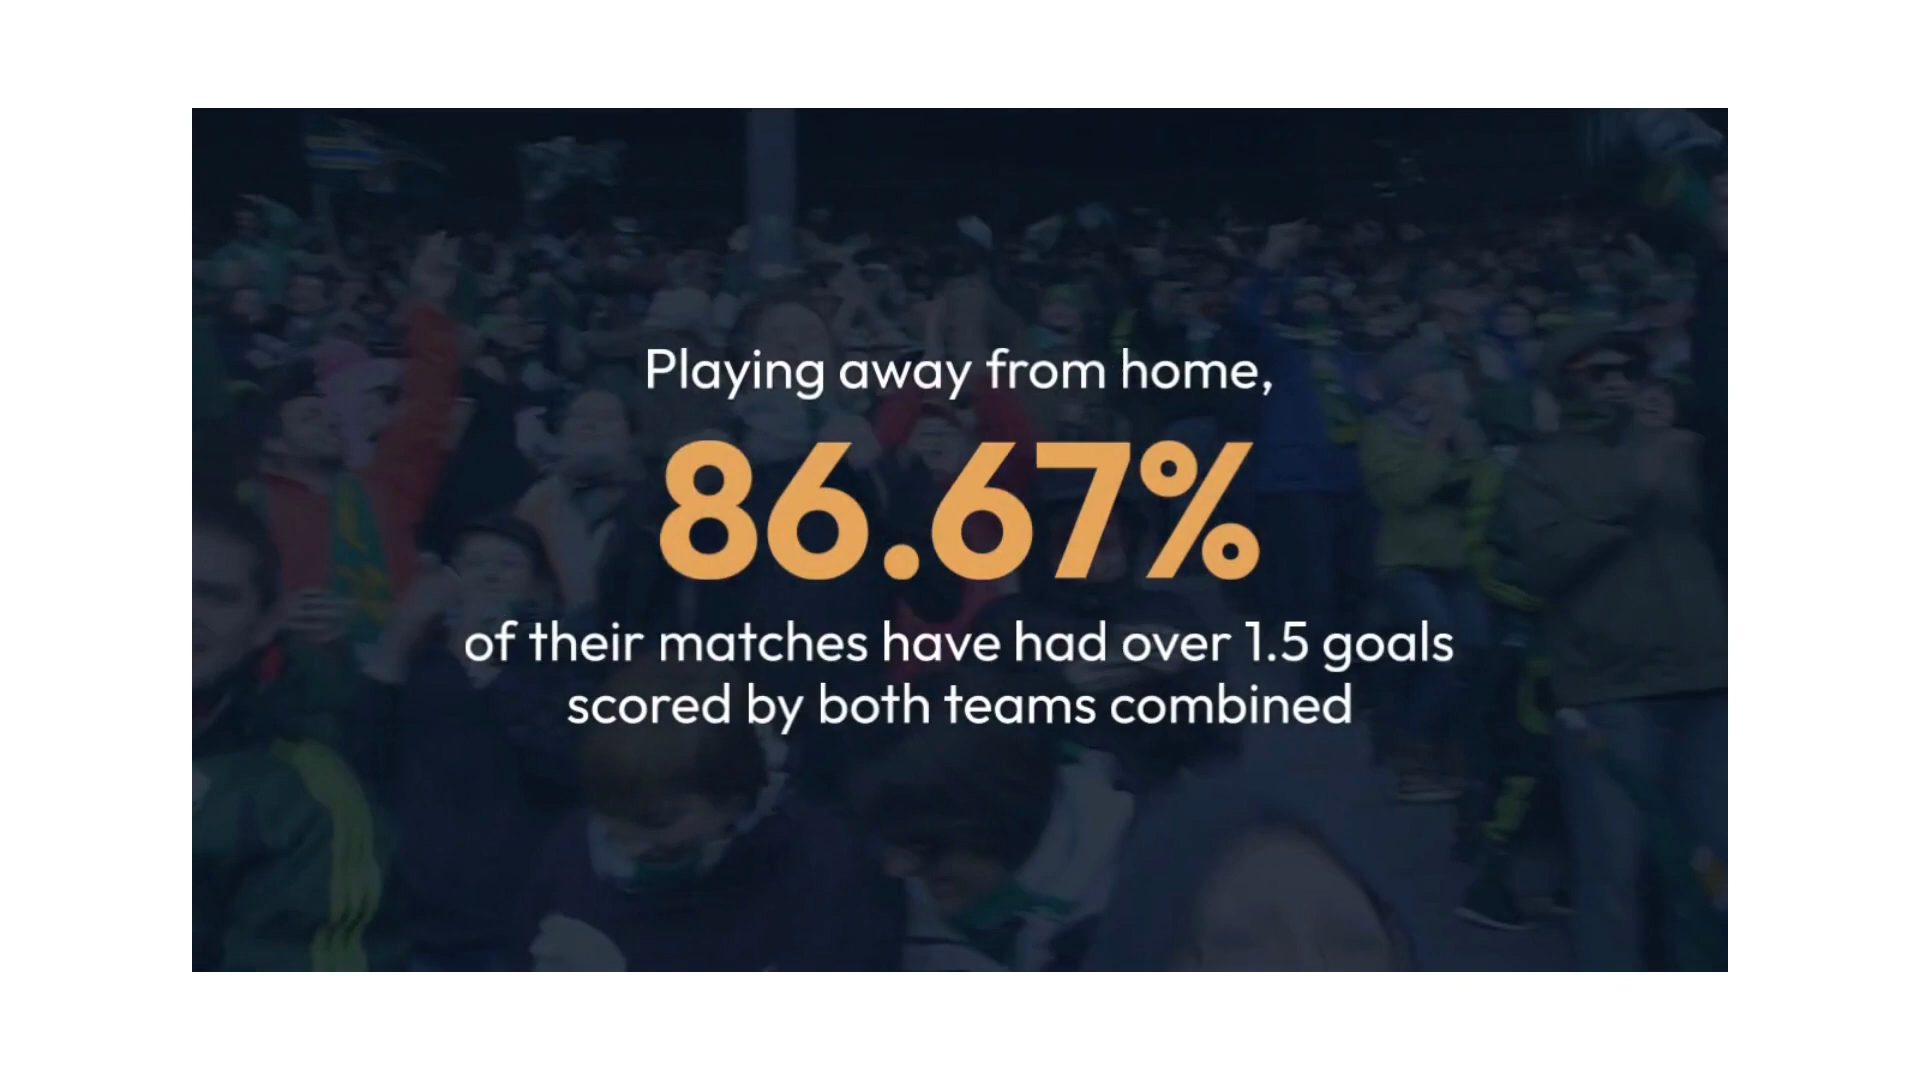 Playing away from home,
86.67%
of their matches have had over 1.5 goals
scored by both teams combined